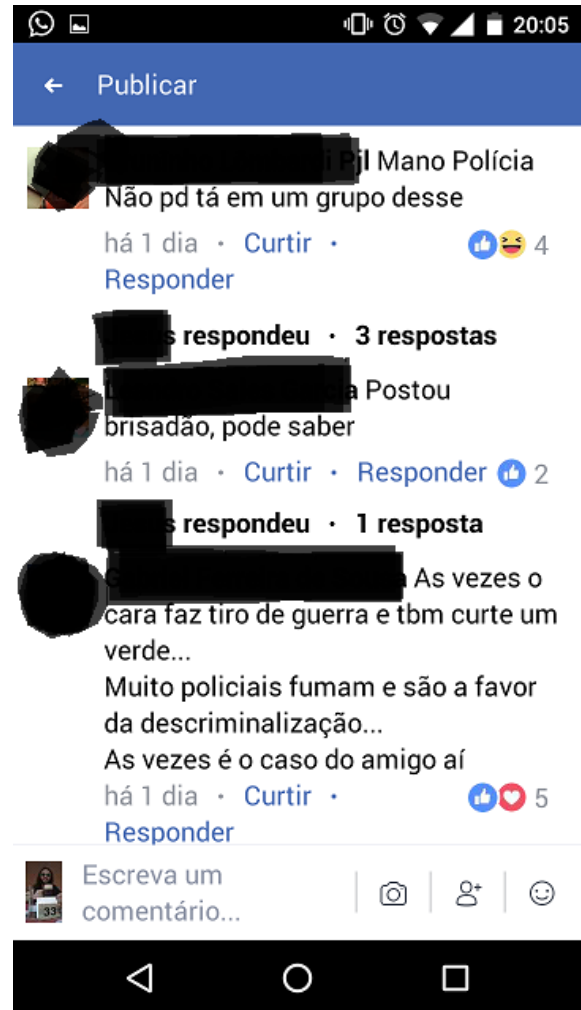 20:05
Publicar
Pjl Mano Polícia
Não pd tá em um grupo desse
há 1 dia · Curtir · 4
Responder
respondeu · 3 respostas
Postou
brisadão, pode saber
há 1 dia · Curtir · Responder 2
respondeu · 1 resposta
As vezes o
cara faz tiro de guerra e tbm curte um
verde...
Muito policiais fumam e são a favor
da descriminalização...
As vezes é o caso do amigo aí
há 1 dia · Curtir · 5
Responder
Escreva um
comentário...
33